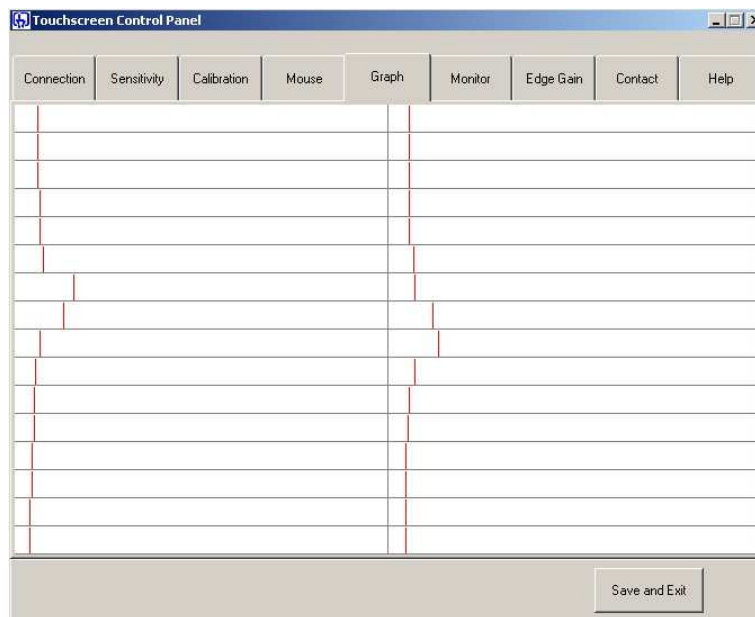 Touchscreen Control Panel
Connection Sensitivity Calibration Mouse Graph Monitor Edge Gain Contact Help
Save and Exit